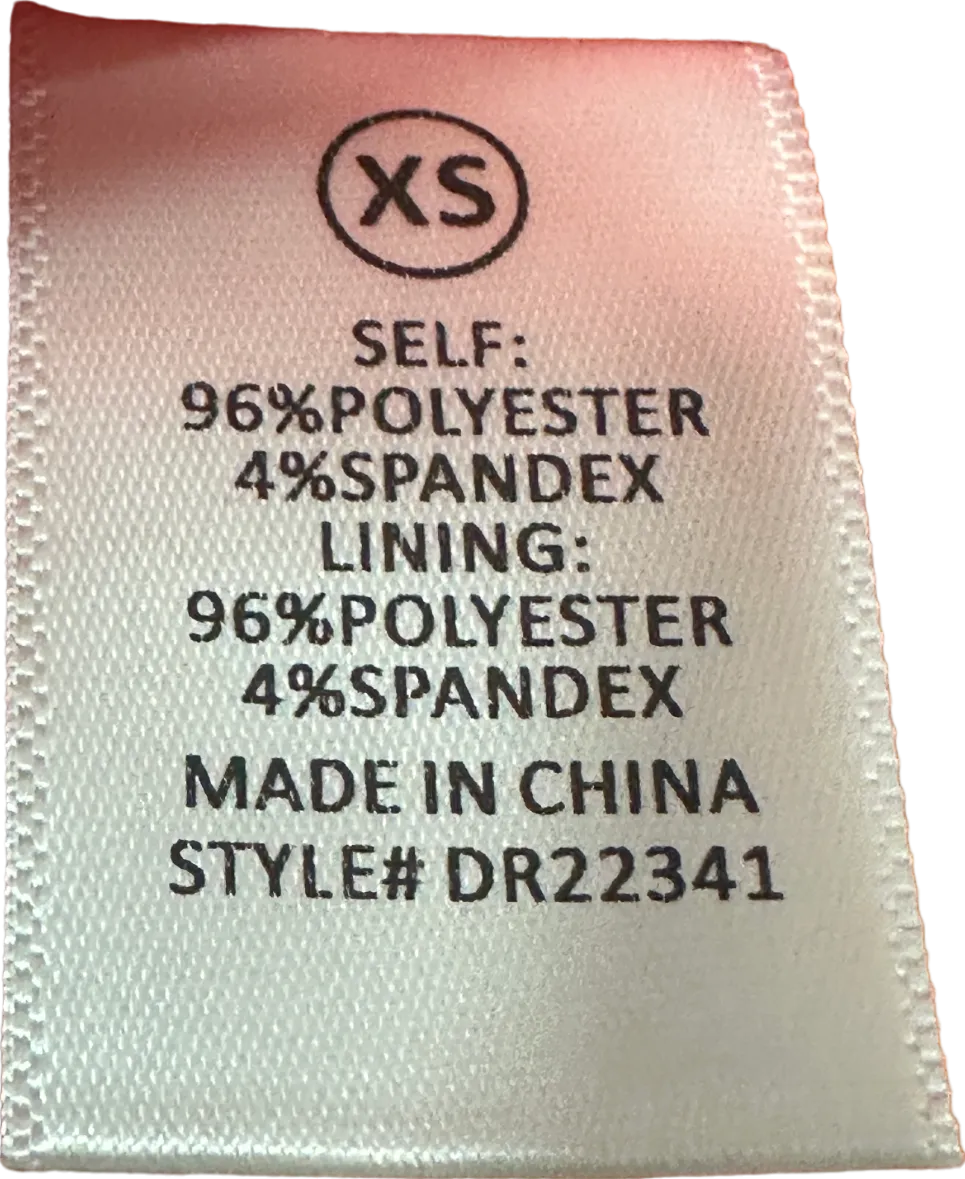 XS
SELF:
96%POLYESTER
4%SPANDEX
LINING:
96%POLYESTER
4%SPANDEX
MADE IN CHINA
STYLE# DR22341